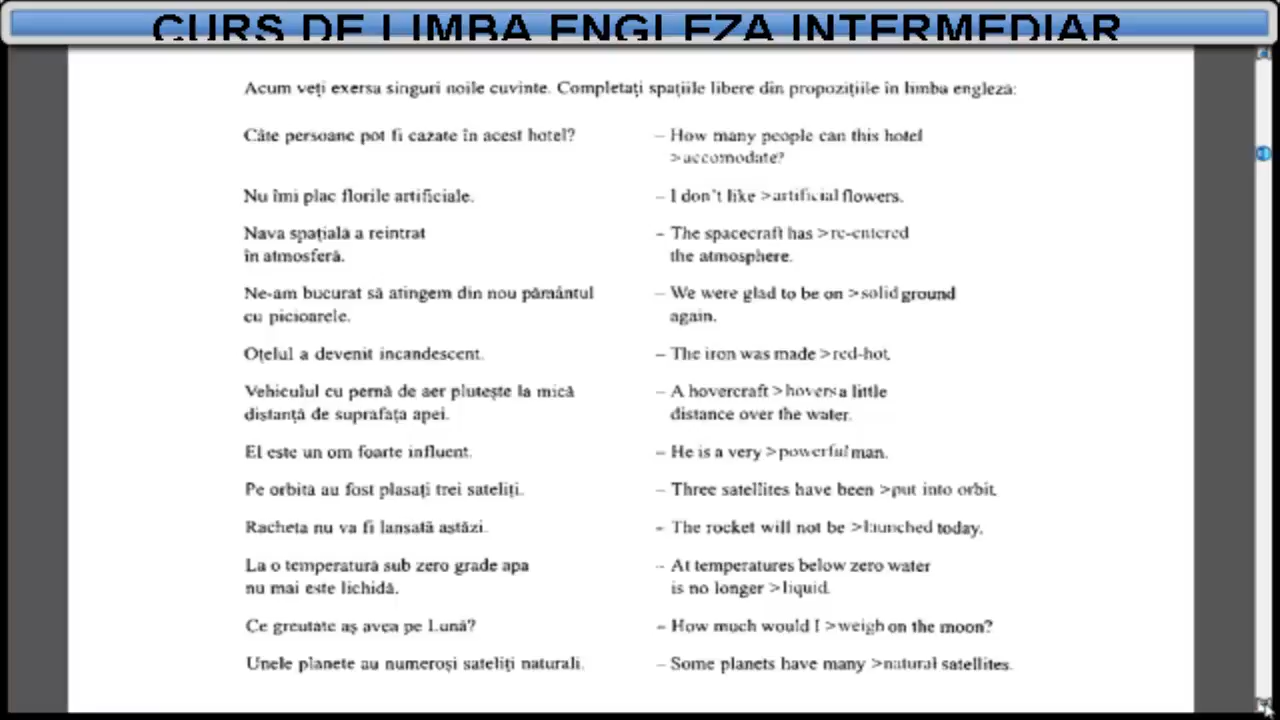 CURS DE LIMBA ENGLEZA INTERMEDIAR
Acum veți exersa singuri noile cuvinte. Completați spațiile libere din propozițiile în limba engleză:
Câte persoane pot fi cazate în acest hotel?
– How many people can this hotel
>accomodate?
Nu îmi plac florile artificiale.
– I don't like >artificial flowers.
Nava spațială a reintrat
în atmosferă.
– The spacecraft has >re-entered
the atmosphere.
Ne-am bucurat să atingem din nou pământul
cu picioarele.
– We were glad to be on >solid ground
again.
Oțelul a devenit incandescent.
– The iron was made >red-hot.
Vehiculul cu pernă de aer plutește la mică
distanță de suprafața apei.
– A hovercraft >hovers a little
distance over the water.
El este un om foarte influent.
– He is a very >powerful man.
Pe orbită au fost plasați trei sateliți.
– Three satellites have been >put into orbit.
Racheta nu va fi lansată astăzi.
– The rocket will not be >launched today.
La o temperatură sub zero grade apa
nu mai este lichidă.
– At temperatures below zero water
is no longer >liquid.
Ce greutate aș avea pe Lună?
– How much would I >weigh on the moon?
Unele planete au numeroși sateliți naturali.
– Some planets have many >natural satellites.